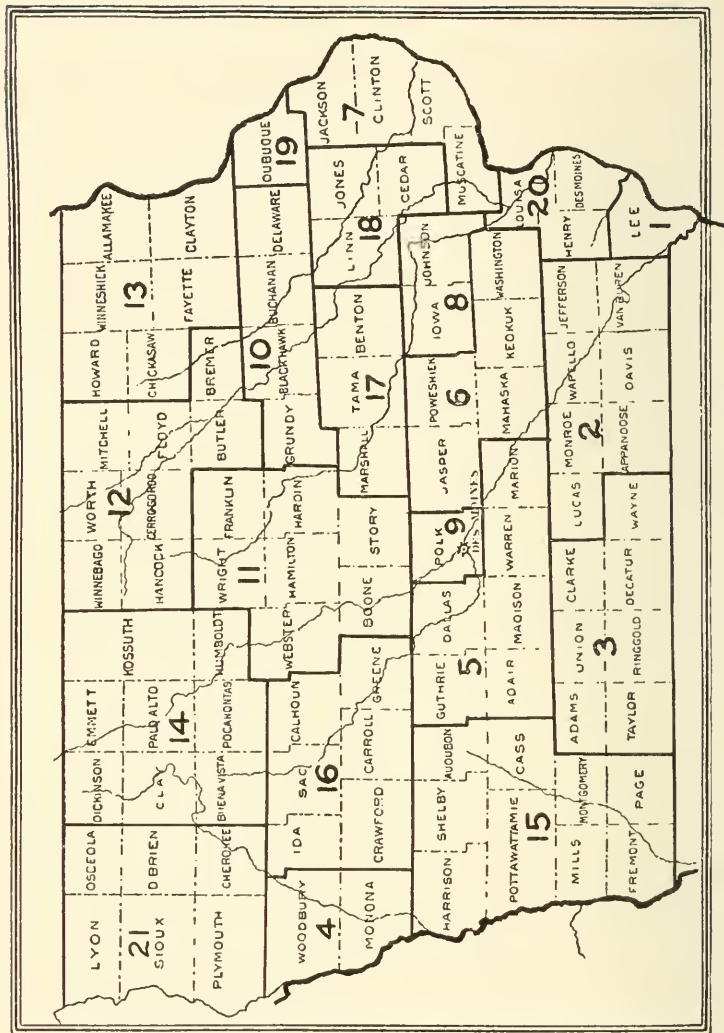 LYON
OSCEOLA
DICKINSON
EMMETT
KOSSUTH
WINNEBAGO
WORTH
MITCHELL
HOWARD
WINNESHIEK
ALLAMAKEE
21
SIOUX
OBRIEN
CLAY
PALO ALTO
14
HANCOCK
12
CERROGORDO
FLOYD
CHICKASAW
13
FAYETTE
CLAYTON
PLYMOUTH
CHEROKEE
BUENAVISTA
POCAHONTAS
HUMBOLDT
WRIGHT
FRANKLIN
BUTLER
BREMER
11
10
WOODBURY
IDA
SAC
CALHOUN
WEBSTER
HAMILTON
HARDIN
GRUNDY
BLACKHAWK
BUCHANAN
DELAWARE
DUBUQUE
19
4
16
MONONA
CRAWFORD
CARROLL
GREENE
BOONE
STORY
MARSHALL
TAMA
17
BENTON
LINN
18
JONES
JACKSON
7
CLINTON
CEDAR
SCOTT
HARRISON
SHELBY
AUDUBON
GUTHRIE
DALLAS
5
POLK
9
DES MOINES
JASPER
POWESHIEK
6
IOWA
8
JOHNSON
MUSCATINE
POTTAWATTAMIE
15
CASS
ADAIR
MADISON
WARREN
MARION
MAHASKA
KEOKUK
WASHINGTON
LOUISA
20
MILLS
MONTGOMERY
ADAMS
UNION
CLARKE
LUCAS
MONROE
WAPELLO
JEFFERSON
HENRY
DESMOINES
3
2
FREMONT
PAGE
TAYLOR
RINGGOLD
DECATUR
WAYNE
APPANOOSE
DAVIS
VAN BUREN
LEE
1